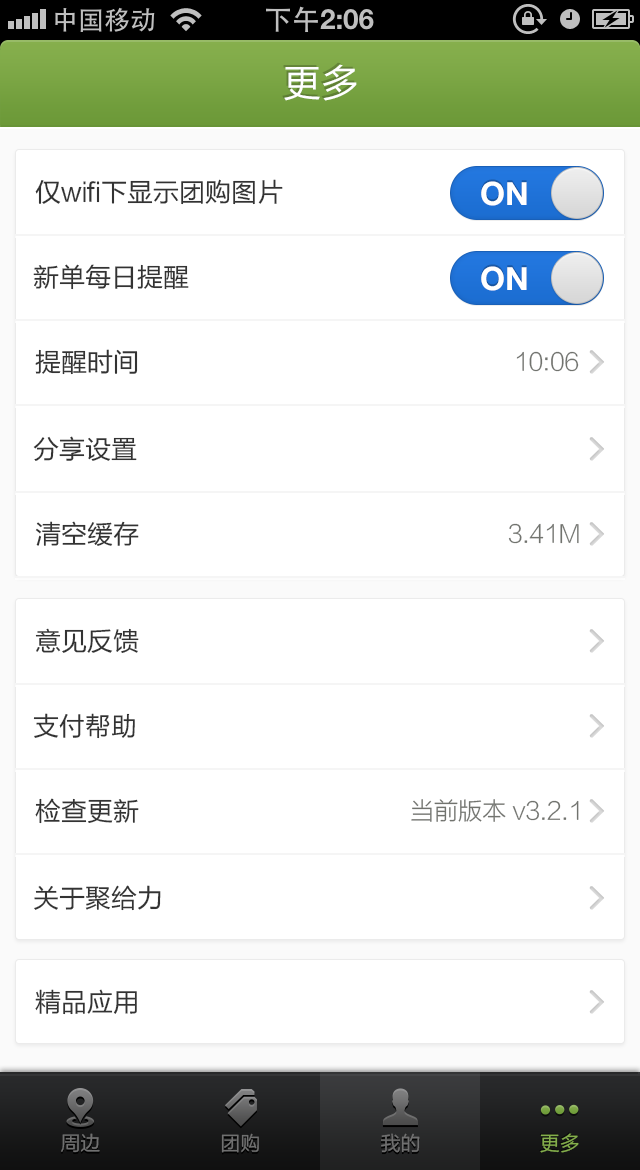 中国移动 下午2:06
更多
仅wifi下显示团购图片 ON
新单每日提醒 ON
提醒时间 10:06
分享设置
清空缓存 3.41M
意见反馈
支付帮助
检查更新 当前版本 v3.2.1
关于聚给力
精品应用
周边 团购 我的 更多